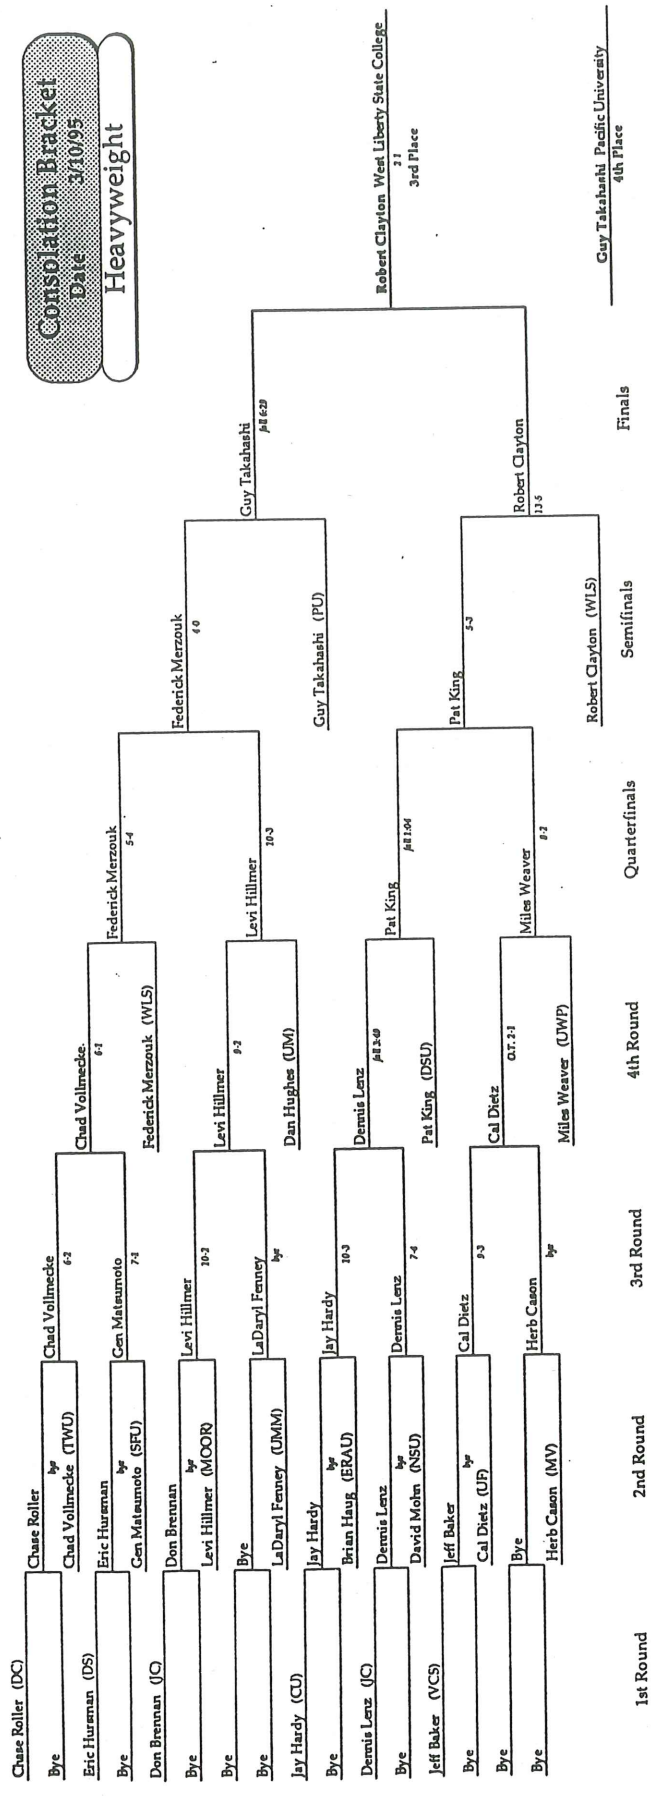 Consolation Bracket
Date 3/10/95
Heavyweight
Chase Roller (DC)
Bye
Eric Hursman (DS)
Bye
Don Brennan (JC)
Bye
Bye
Bye
Jay Hardy (CU)
Bye
Dennis Lenz (JC)
Bye
Jeff Baker (VCS)
Bye
Bye
Bye
1st Round
Chase Roller
bye
Chad Vollmecke (TWU)
Eric Hursman
bye
Gen Matsumoto (SFU)
Don Brennan
bye
Levi Hillmer (MOOR)
Bye
LaDaryl Fenney (UMM)
Jay Hardy
bye
Brian Haug (ERAU)
Dennis Lenz
bye
David Mohn (NSU)
Jeff Baker
bye
Cal Dietz (UF)
Bye
Herb Cason (MV)
2nd Round
Chad Vollmecke
6-2
Gen Matsumoto
7-1
Levi Hillmer
10-2
LaDaryl Fenney
bye
Jay Hardy
10-3
Dennis Lenz
7-4
Cal Dietz
9-3
Herb Cason
bye
3rd Round
Chad Vollmecke.
6-1
Federick Merzouk (WLS)
Levi Hillmer
9-2
Dan Hughes (UM)
Dennis Lenz
fall 3:49
Pat King (DSU)
Cal Dietz
O.T. 2-1
Miles Weaver (UWP)
4th Round
Federick Merzouk
5-4
Levi Hillmer
10-3
Pat King
fall 1:04
Miles Weaver
8-2
Quarterfinals
Federick Merzouk
4-0
Guy Takahashi (PU)
Pat King
5-3
Robert Clayton (WLS)
Semifinals
Guy Takahashi
fall 6:29
Robert Clayton
13-5
Finals
Robert Clayton West Liberty State College
3rd Place
Guy Takahashi Pacific University
4th Place